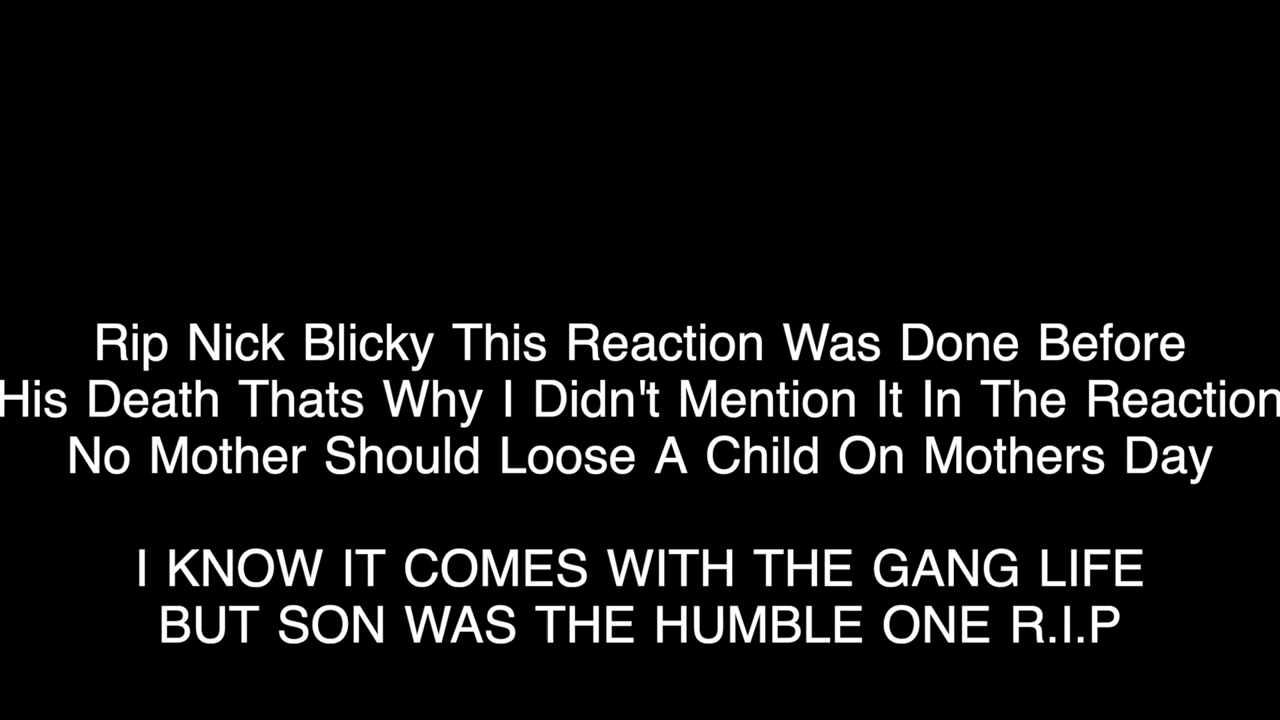 Rip Nick Blicky This Reaction Was Done Before
His Death Thats Why I Didn't Mention It In The Reaction
No Mother Should Loose A Child On Mothers Day
I KNOW IT COMES WITH THE GANG LIFE
BUT SON WAS THE HUMBLE ONE R.I.P